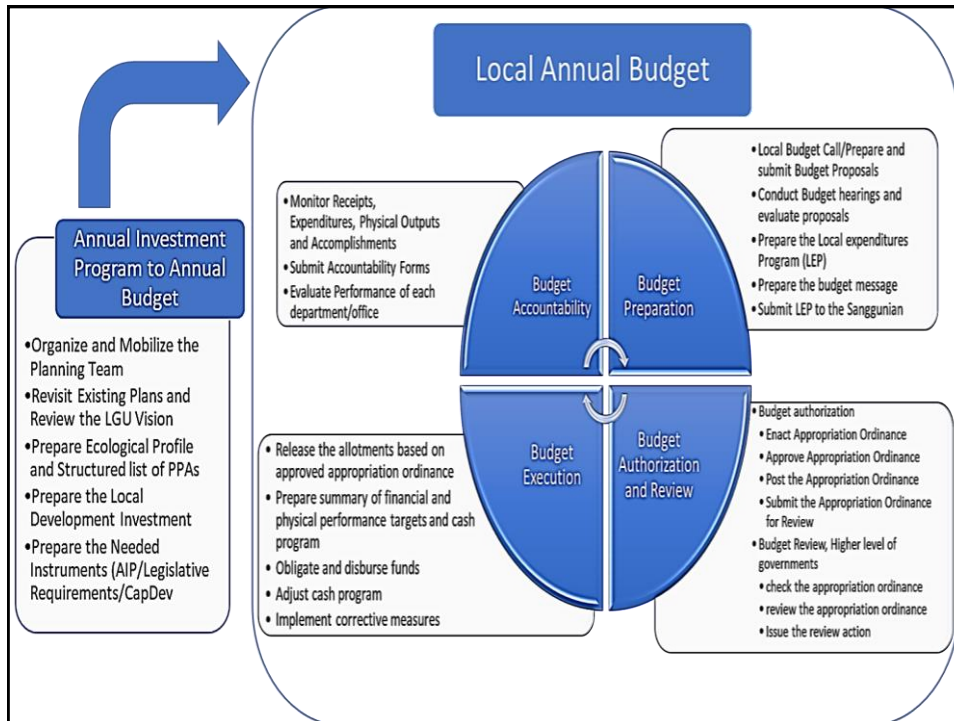 Local Annual Budget
Annual Investment
Program to Annual
Budget
•Organize and Mobilize the
Planning Team
•Revisit Existing Plans and
Review the LGU Vision
•Prepare Ecological Profile
and Structured list of PPAs
•Prepare the Local
Development Investment
•Prepare the Needed
Instruments (AIP/Legislative
Requirements/CapDev
•Monitor Receipts,
Expenditures, Physical Outputs
and Accomplishments
•Submit Accountability Forms
•Evaluate Performance of each
department/office
Budget
Accountability
Budget
Preparation
•Local Budget Call/Prepare and
submit Budget Proposals
•Conduct Budget hearings and
evaluate proposals
•Prepare the Local expenditures
Program (LEP)
•Prepare the budget message
•Submit LEP to the Sanggunian
• Release the allotments based on
approved appropriation ordinance
• Prepare summary of financial and
physical performance targets and cash
program
• Obligate and disburse funds
• Adjust cash program
• Implement corrective measures
Budget
Execution
Budget
Authorization
and Review
• Budget authorization
• Enact Appropriation Ordinance
• Approve Appropriation Ordinance
• Post the Appropriation Ordinance
• Submit the Appropriation Ordinance
for Review
• Budget Review, Higher level of
governments
• check the appropriation ordinance
• review the appropriation ordinance
• Issue the review action